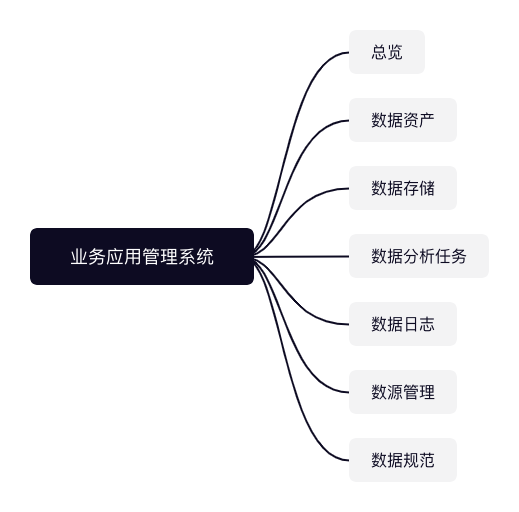 业务应用管理系统
总览
数据资产
数据存储
数据分析任务
数据日志
数源管理
数据规范